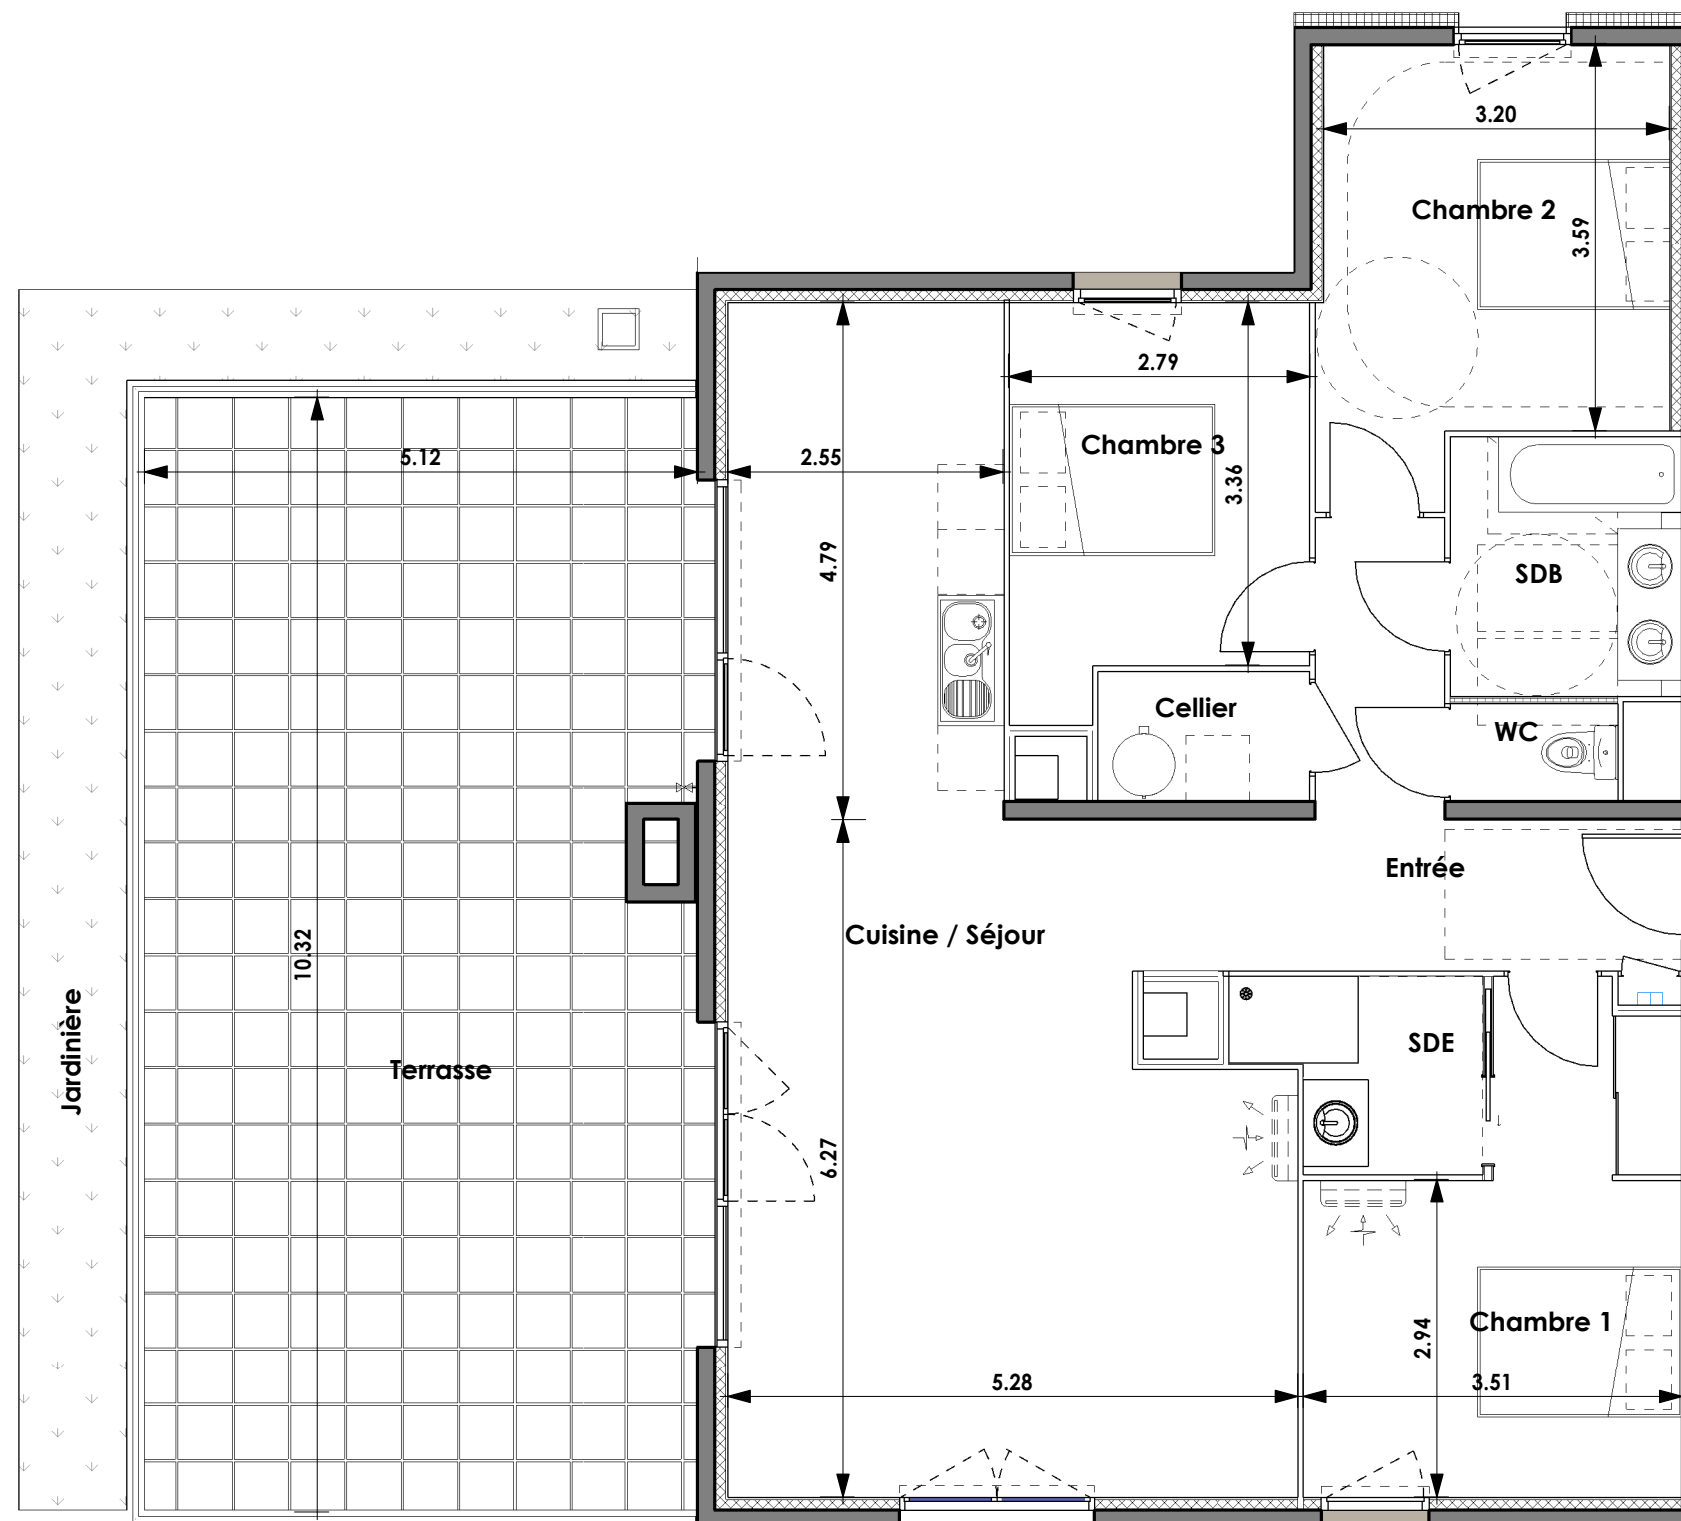 3.20
Chambre 2
3.59
2.79
Chambre 3
3.36
5.12
2.55
4.79
SDB
Cellier
WC
Entrée
Cuisine / Séjour
10.32
Jardinière
Terrasse
SDE
6.27
Chambre 1
2.94
5.28
3.51